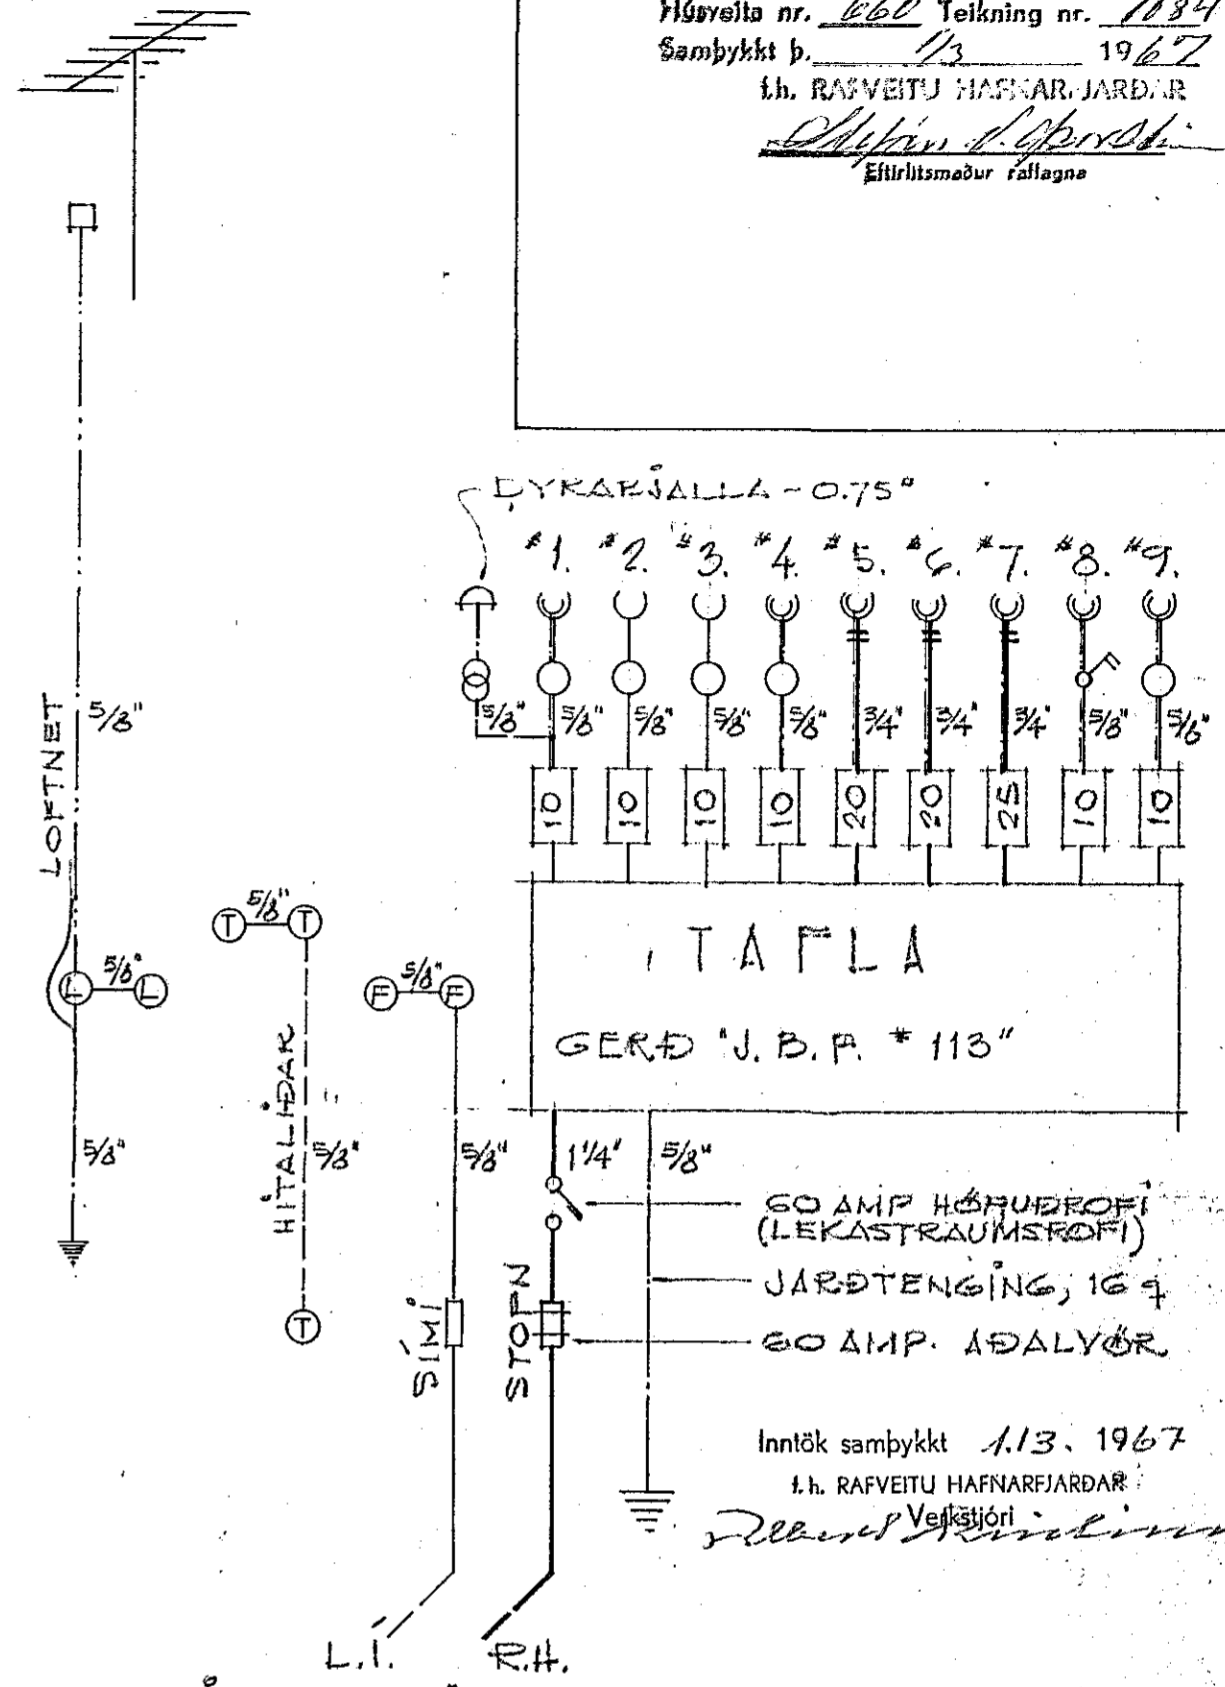 Húsveita nr. 660 Teikning nr. 1084
Samþykkt þ. 1/3 1967
f.h. RAFVEITU HAFNARFJARÐAR
Eftirlitsmaður raflagna
DYRABJALLA - 0.75"
#1. #2. #3. #4. #5. #6. #7. #8. #9.
5/8" 5/8" 5/8" 5/8" 5/8" 3/4" 3/4" 3/4" 5/8" 5/8"
10 10 10 10 20 20 25 10 10
LOFTNET
5/8"
L 5/8" L
5/8"
T 5/8" T
HITALIÐAR
5/8"
T
F 5/8" F
5/8"
SÍMI
L.Í.
TAFLA
GERÐ "J.B.P. # 113"
1 1/4" 5/8"
60 AMP HÖFUÐROFI
(LEKASTRAUMSROFI)
JARÐTENGING, 16 q
60 AMP. AÐALVÖR
STOFN
R.H.
Inntök samþykkt 1/3. 1967
f.h. RAFVEITU HAFNARFJARÐAR
Verkstjóri